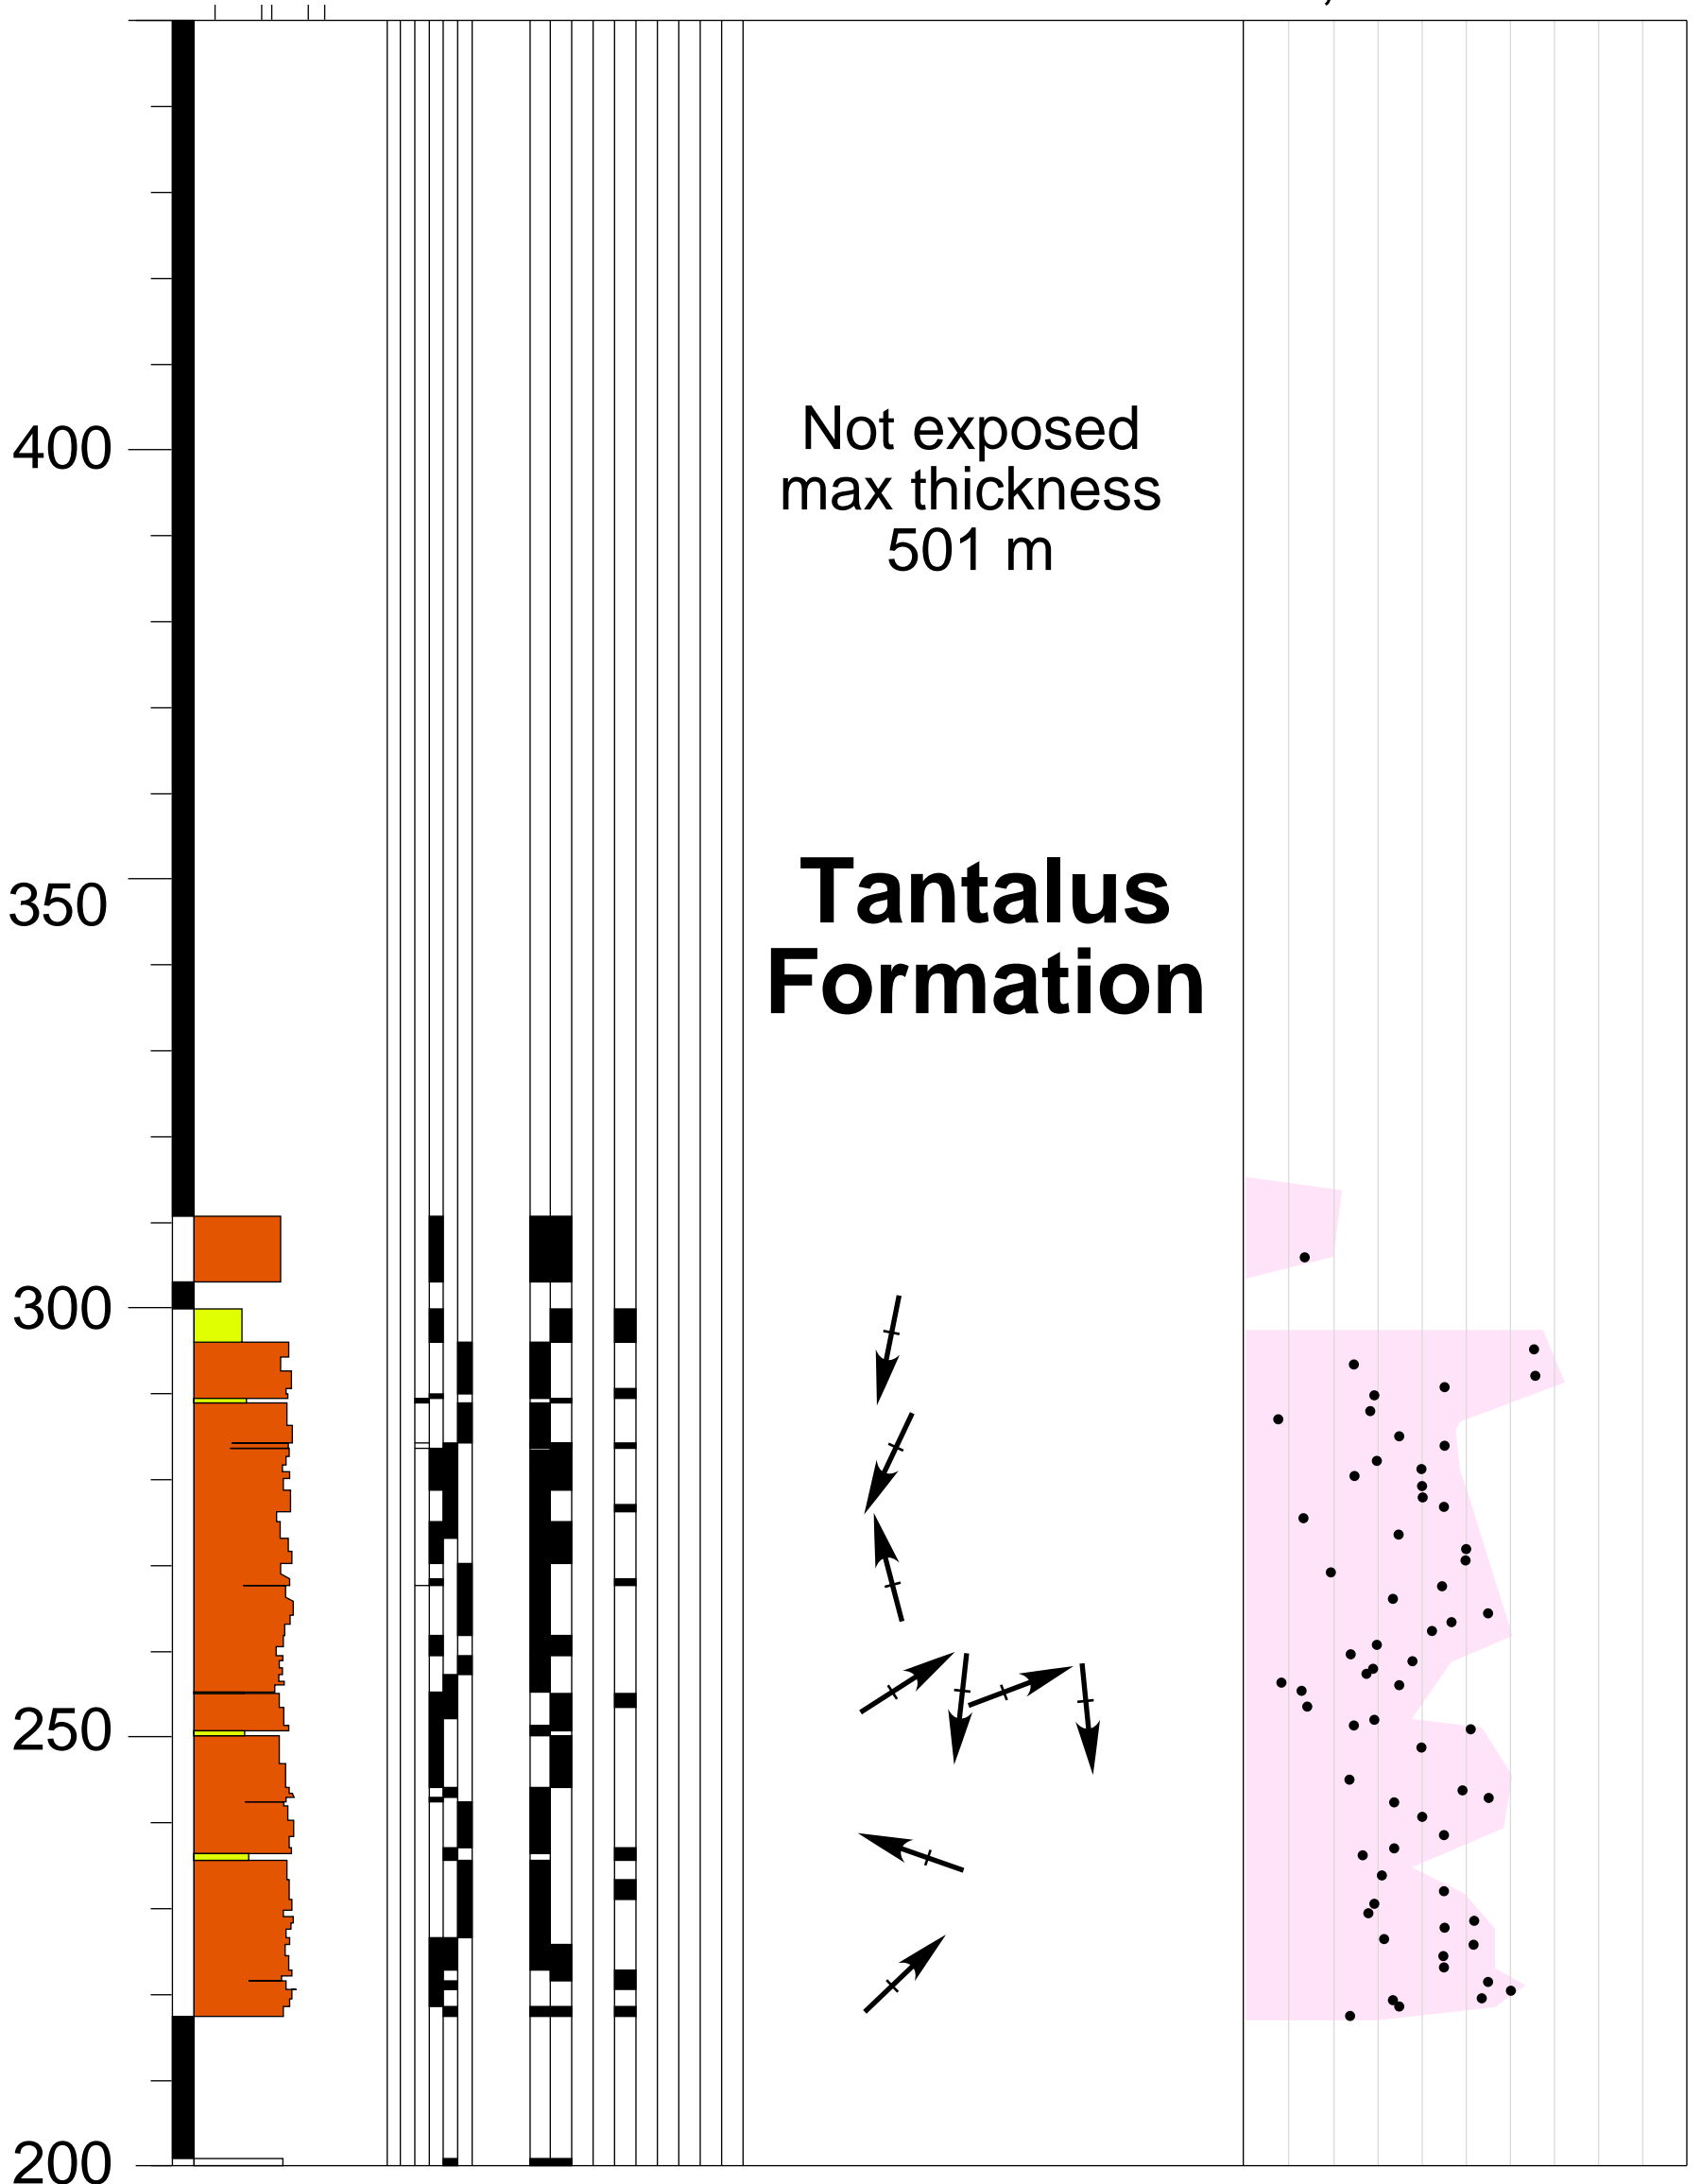 400
Not exposed
max thickness
501 m
350
Tantalus
Formation
300
250
200